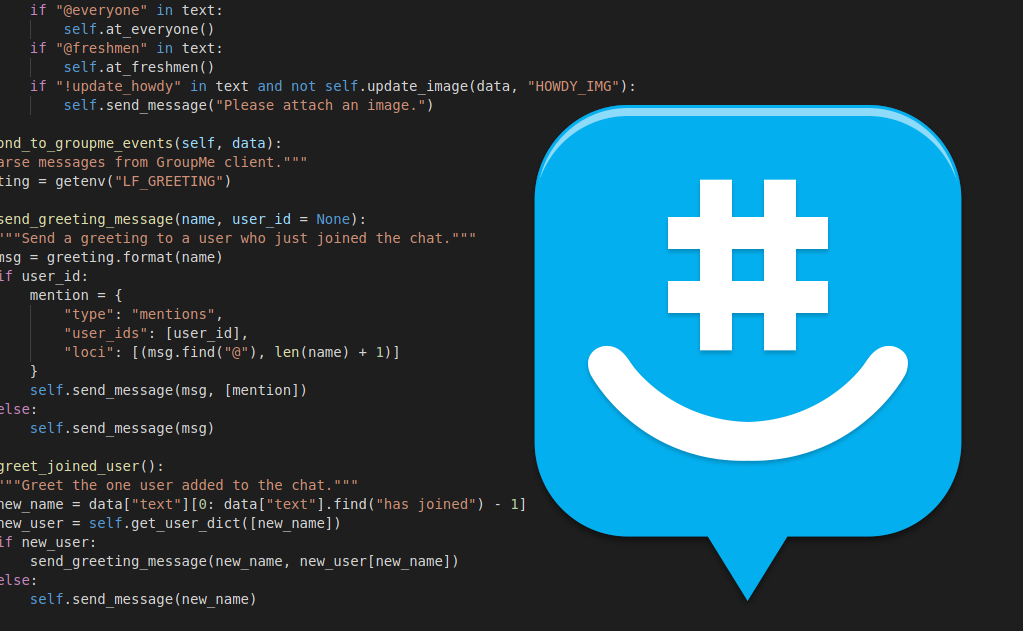 if "@everyone" in text:
self.at_everyone()
if "@freshmen" in text:
self.at_freshmen()
if "!update_howdy" in text and not self.update_image(data, "HOWDY_IMG"):
self.send_message("Please attach an image.")
ond_to_groupme_events(self, data):
arse messages from GroupMe client."""
ting = getenv("LF_GREETING")
send_greeting_message(name, user_id = None):
"""Send a greeting to a user who just joined the chat."""
msg = greeting.format(name)
if user_id:
mention = {
"type": "mentions",
"user_ids": [user_id],
"loci": [(msg.find("@"), len(name) + 1)]
}
self.send_message(msg, [mention])
else:
self.send_message(msg)
greet_joined_user():
"""Greet the one user added to the chat."""
new_name = data["text"][0: data["text"].find("has joined") - 1]
new_user = self.get_user_dict([new_name])
if new_user:
send_greeting_message(new_name, new_user[new_name])
else:
self.send_message(new_name)
#